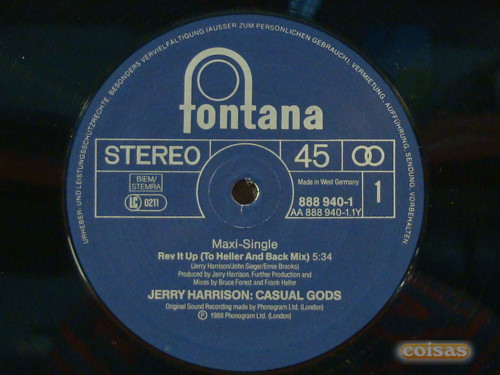 URHEBER- UND LEISTUNGSSCHUTZRECHTE, BESONDERS VERVIELFÄLTIGUNG (AUSSER ZUM PERSÖNLICHEN GEBRAUCH), VERMIETUNG, AUFFÜHRUNG, SENDUNG, VORBEHALTEN.
fontana
STEREO
45
BIEM/
STEMRA
LC 0211
Made in West Germany
888 940-1
AA 888 940-1.1Y
1
Maxi-Single
Rev It Up (To Heller And Back Mix) 5:34
(Jerry Harrison/John Sieger/Ernie Brooks)
Produced by Jerry Harrison. Further Production and
Mixes by Bruce Forest and Frank Heller
JERRY HARRISON: CASUAL GODS
Original Sound Recording made by Phonogram Ltd. (London)
Ⓟ 1988 Phonogram Ltd. (London)
coisas